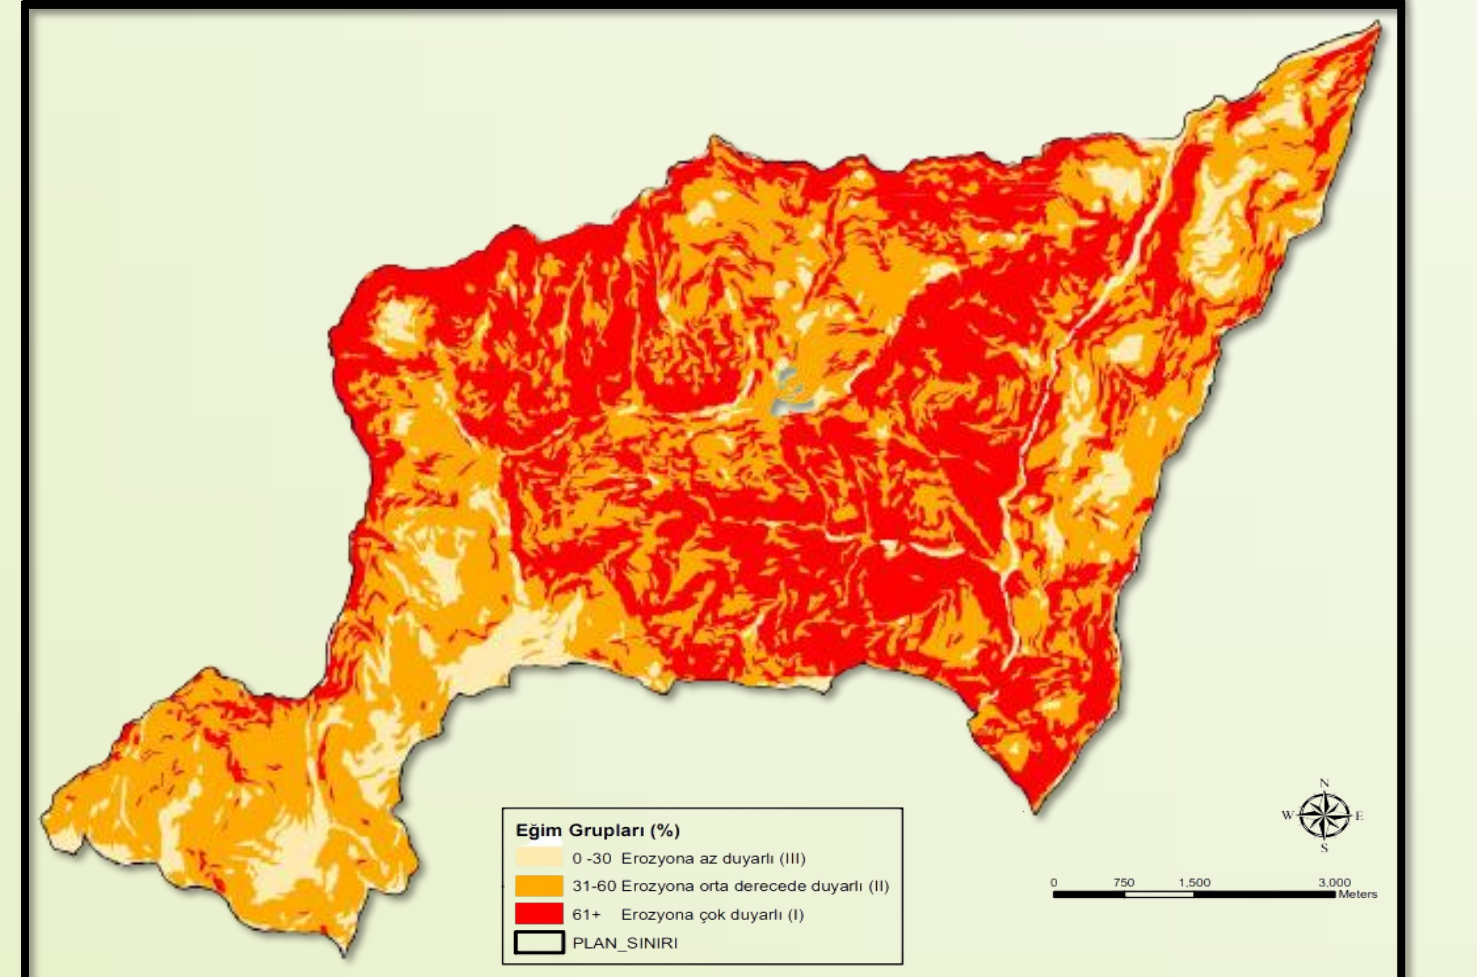 N
W E
S
Eğim Grupları (%)
0 -30 Erozyona az duyarlı (III)
31-60 Erozyona orta derecede duyarlı (II)
61+ Erozyona çok duyarlı (I)
PLAN_SINIRI
0 750 1.500 3.000
Meters